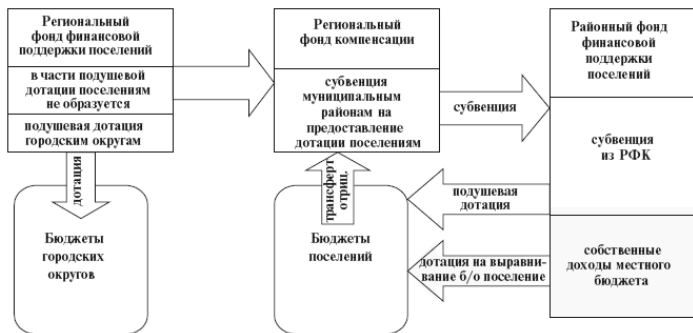 Региональный
фонд финансовой
поддержки поселений
в части подушевой
дотации поселениям
не образуется
подушевая дотация
городским округам
дотация
Бюджеты
городских
округов
Региональный
фонд компенсации
субвенция
муниципальным
районам на
предоставление
дотации поселениям
трансферт
отриц.
Бюджеты
поселений
субвенция
подушевая
дотация
дотация на выравни-
вание б/о поселение
Районный фонд
финансовой
поддержки
поселений
субвенция
из РФК
собственные
доходы местного
бюджета